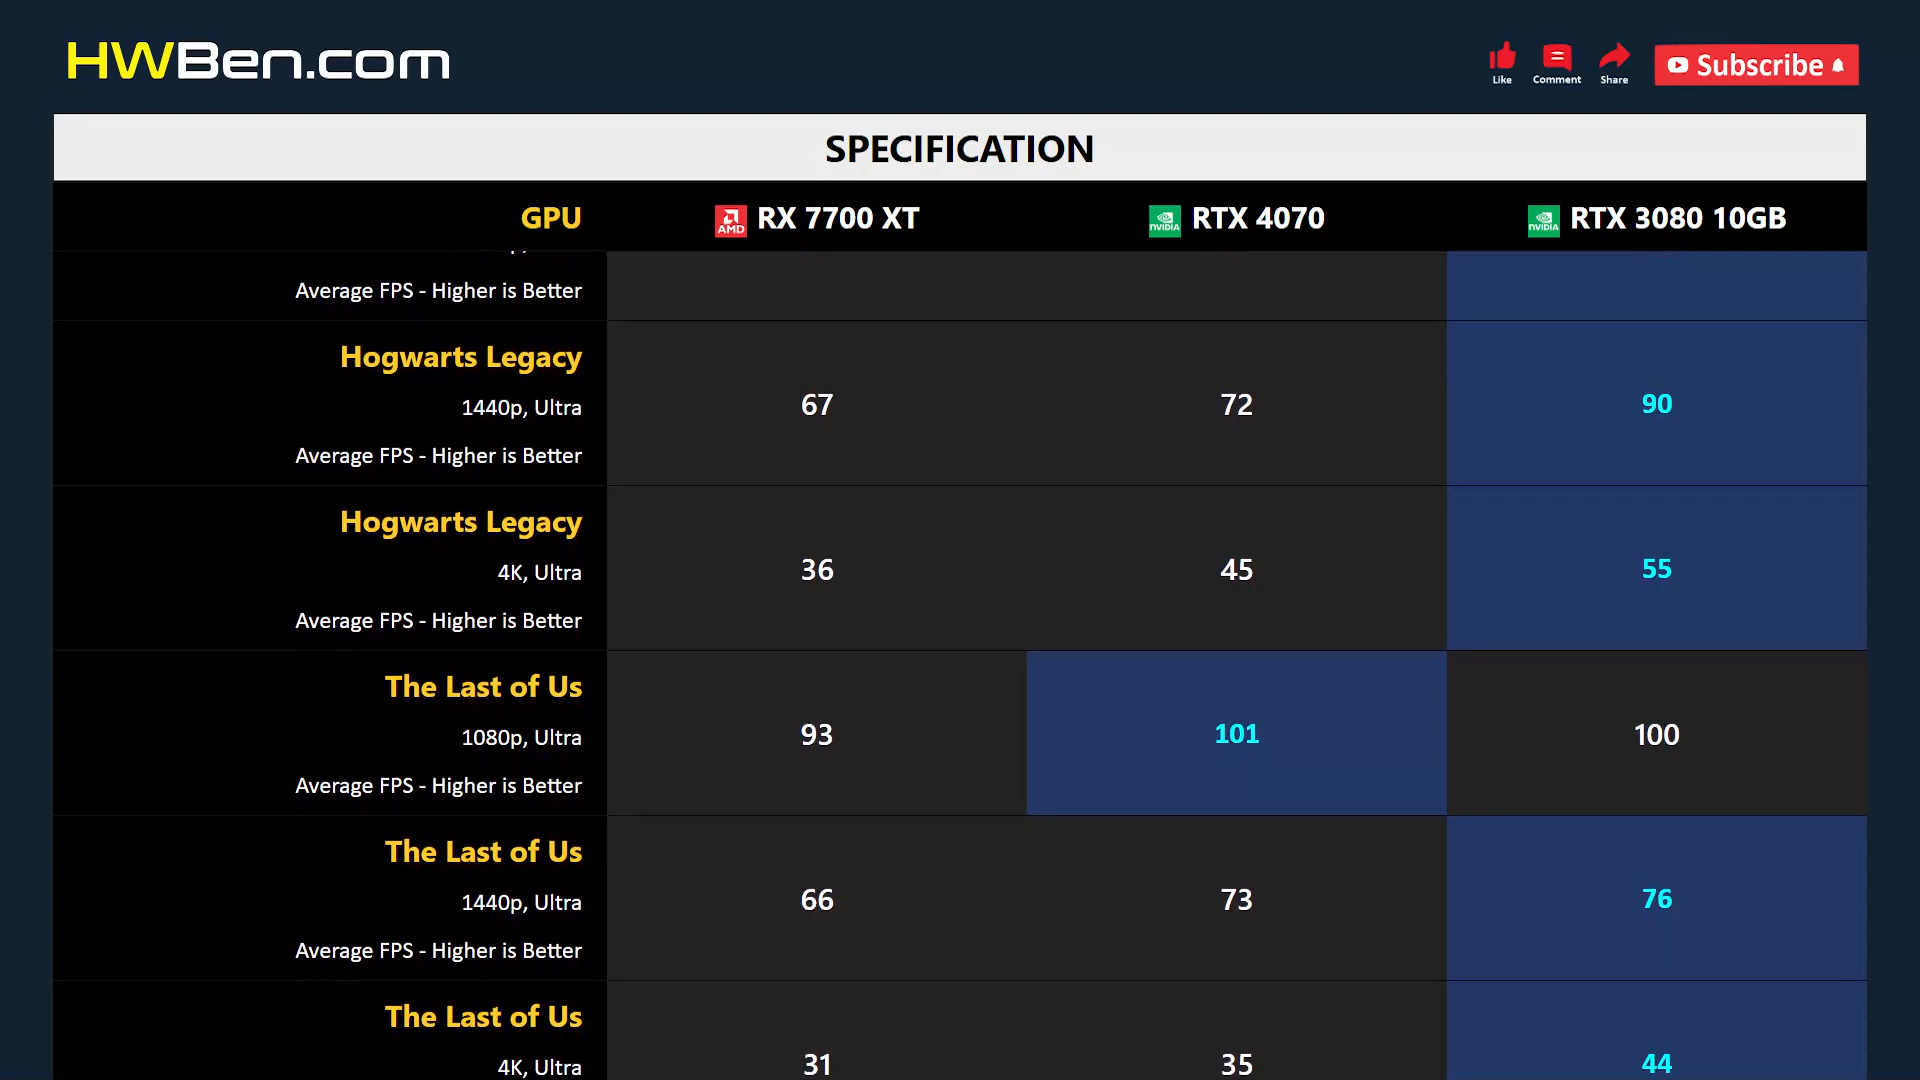 HWBen.com
Like
Comment
Share
Subscribe
SPECIFICATION
GPU
AMD RX 7700 XT
NVIDIA RTX 4070
NVIDIA RTX 3080 10GB
Average FPS - Higher is Better
Hogwarts Legacy
1440p, Ultra
Average FPS - Higher is Better
67
72
90
Hogwarts Legacy
4K, Ultra
Average FPS - Higher is Better
36
45
55
The Last of Us
1080p, Ultra
Average FPS - Higher is Better
93
101
100
The Last of Us
1440p, Ultra
Average FPS - Higher is Better
66
73
76
The Last of Us
4K, Ultra
31
35
44